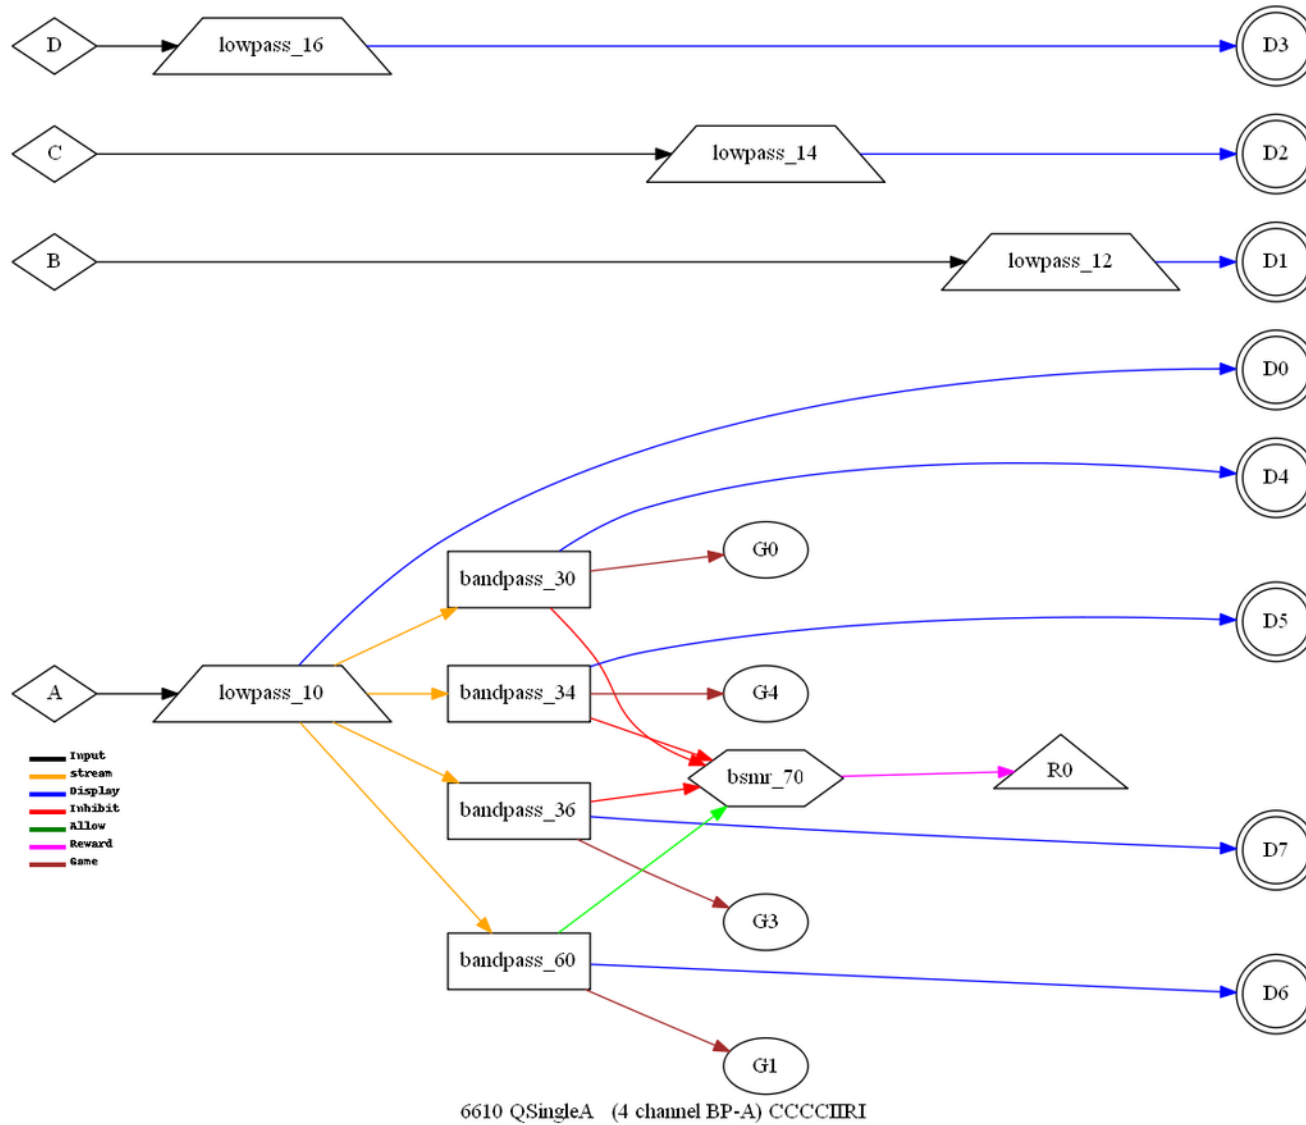 D lowpass_16 D3
C lowpass_14 D2
B lowpass_12 D1
D0
D4
G0
bandpass_30
D5
A lowpass_10 bandpass_34 G4
Input
stream
Display
Inhibit
Allow
Reward
Game
bsmr_70 R0
bandpass_36
D7
G3
bandpass_60
D6
G1
6610 QSingleA (4 channel BP-A) CCCCIIRI